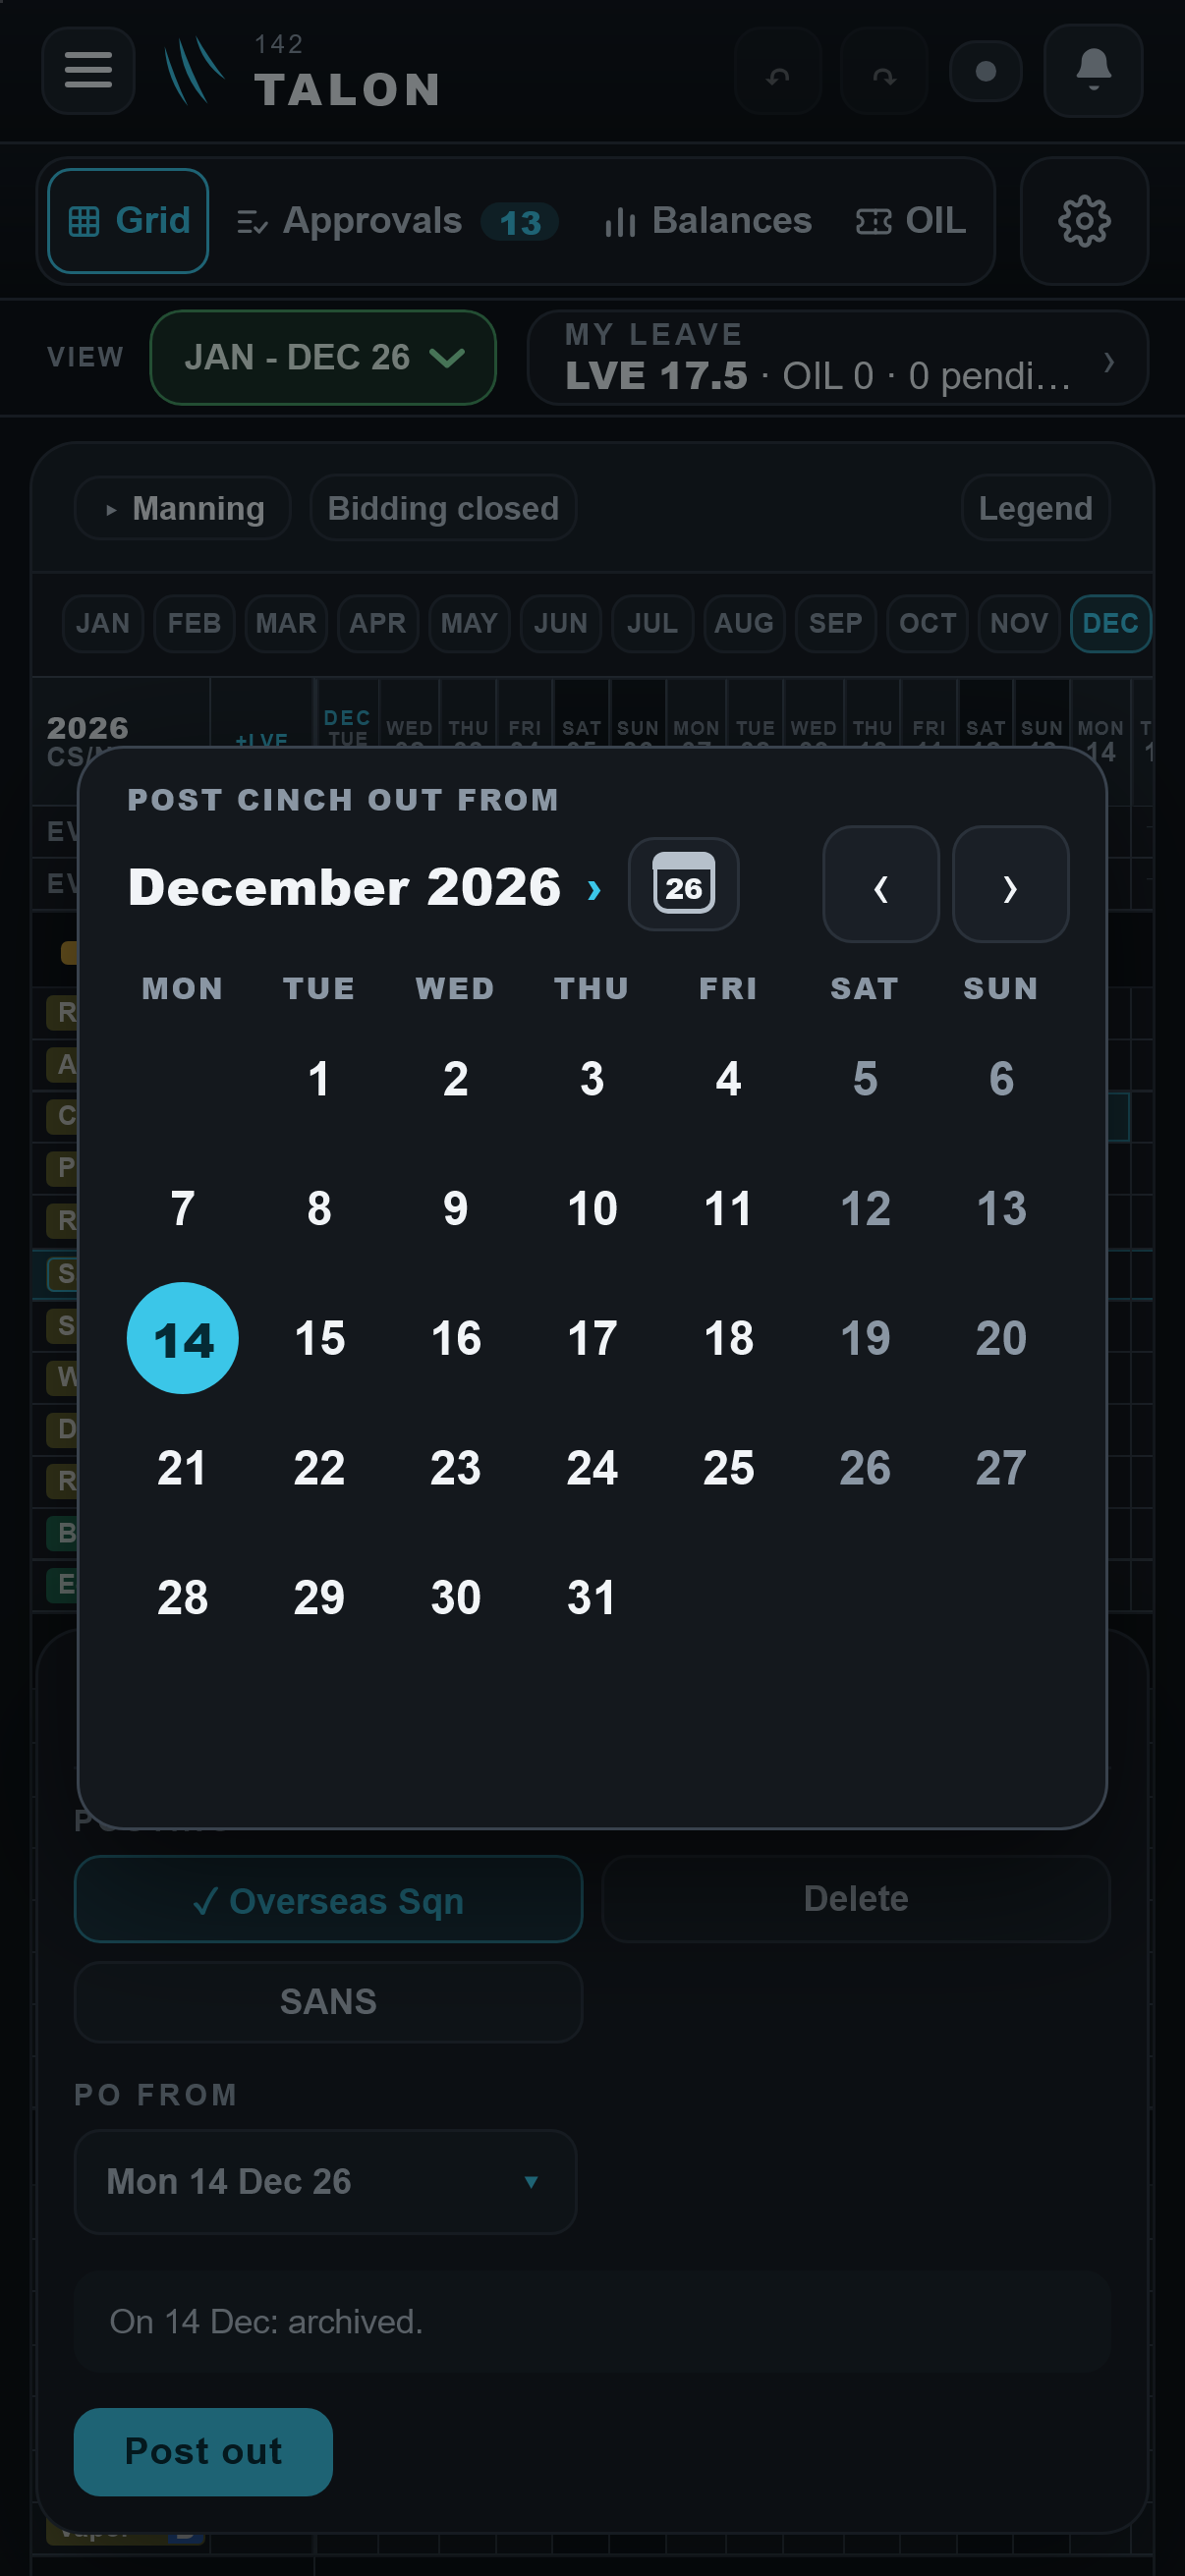 142
TALON
Grid Approvals 13 Balances OIL
VIEW JAN - DEC 26
MY LEAVE
LVE 17.5 · OIL 0 · 0 pendi…
Manning Bidding closed Legend
JAN FEB MAR APR MAY JUN JUL AUG SEP OCT NOV DEC
2026 +LVE DEC TUE WED THU FRI SAT SUN MON TUE WED THU FRI SAT SUN MON
14
POST CINCH OUT FROM
December 2026 › 26 ‹ ›
MON TUE WED THU FRI SAT SUN
1 2 3 4 5 6
7 8 9 10 11 12 13
14 15 16 17 18 19 20
21 22 23 24 25 26 27
28 29 30 31
✓ Overseas Sqn Delete
SANS
PO FROM
Mon 14 Dec 26
On 14 Dec: archived.
Post out